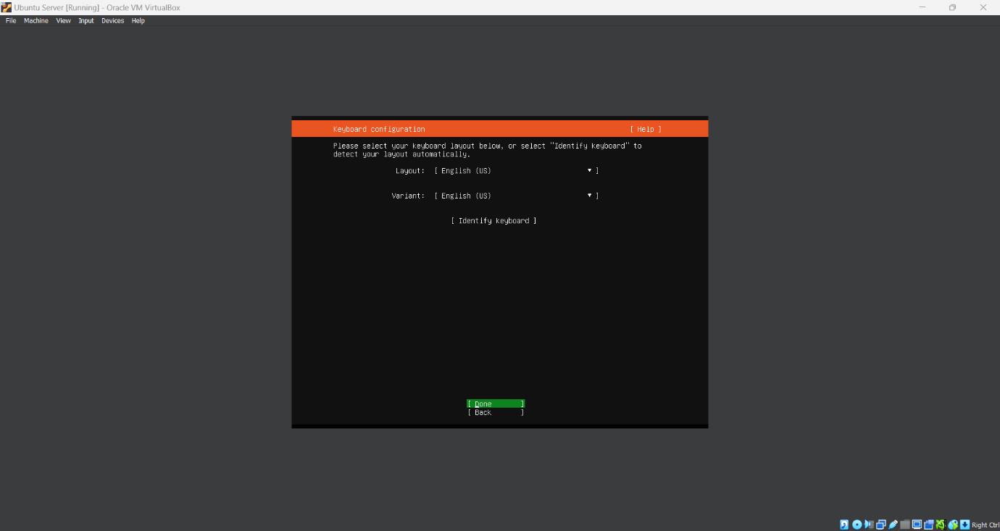 Ubuntu Server [Running] - Oracle VM VirtualBox
File Machine View Input Devices Help
Keyboard configuration [ Help ]
Please select your keyboard layout below, or select "Identify keyboard" to
detect your layout automatically.
Layout: [ English (US) ▾ ]
Variant: [ English (US) ▾ ]
[ Identify keyboard ]
[ Done ]
[ Back ]
Right Ctrl